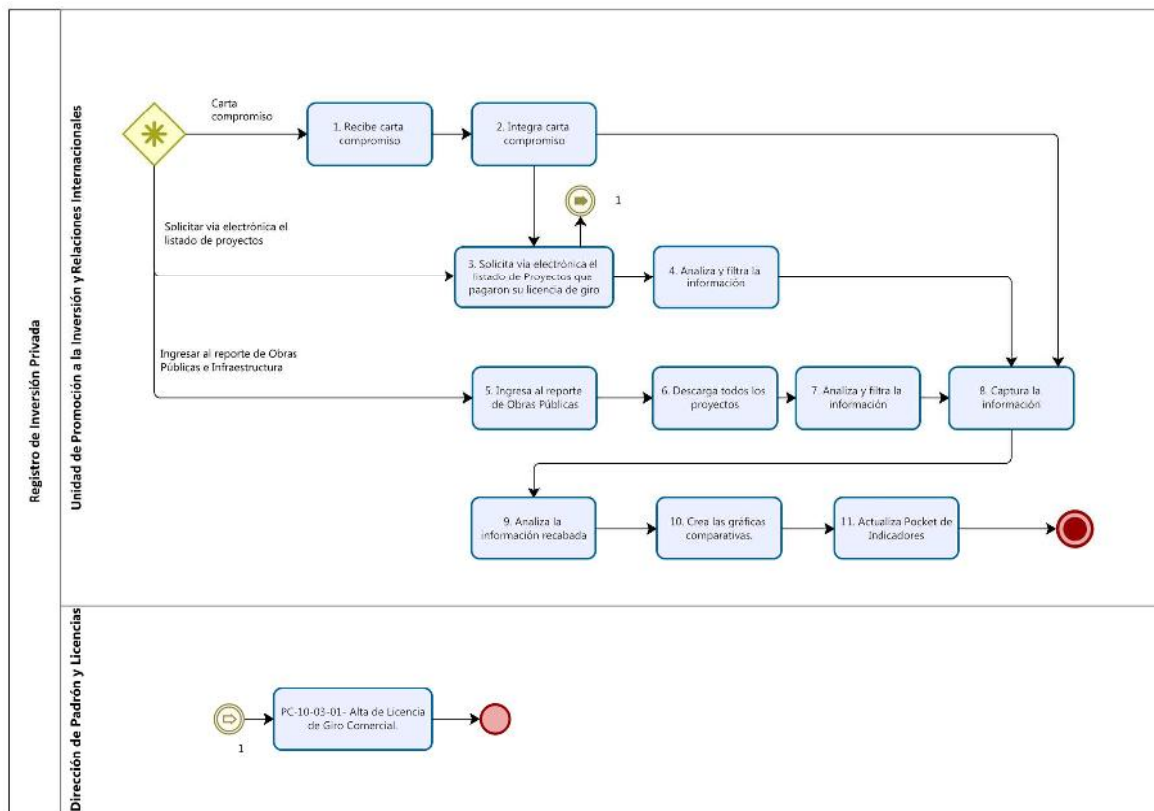 Registro de Inversión Privada
Unidad de Promoción a la Inversión y Relaciones Internacionales
Carta
compromiso
1. Recibe carta
compromiso
2. Integra carta
compromiso
1
Solicitar via electrónica el
listado de proyectos
3. Solicita via electrónica el
listado de Proyectos que
pagaron su licencia de giro
4. Analiza y filtra la
información
Ingresar al reporte de Obras
Públicas e Infraestructura
5. Ingresa al reporte
de Obras Públicas
6. Descarga todos los
proyectos
7. Analiza y filtra la
información
8. Captura la
información
9. Analiza la
información recabada
10. Crea las gráficas
comparativas.
11. Actualiza Pocket de
Indicadores
Dirección de Padrón y Licencias
PC-10-03-01- Alta de Licencia
de Giro Comercial.
1